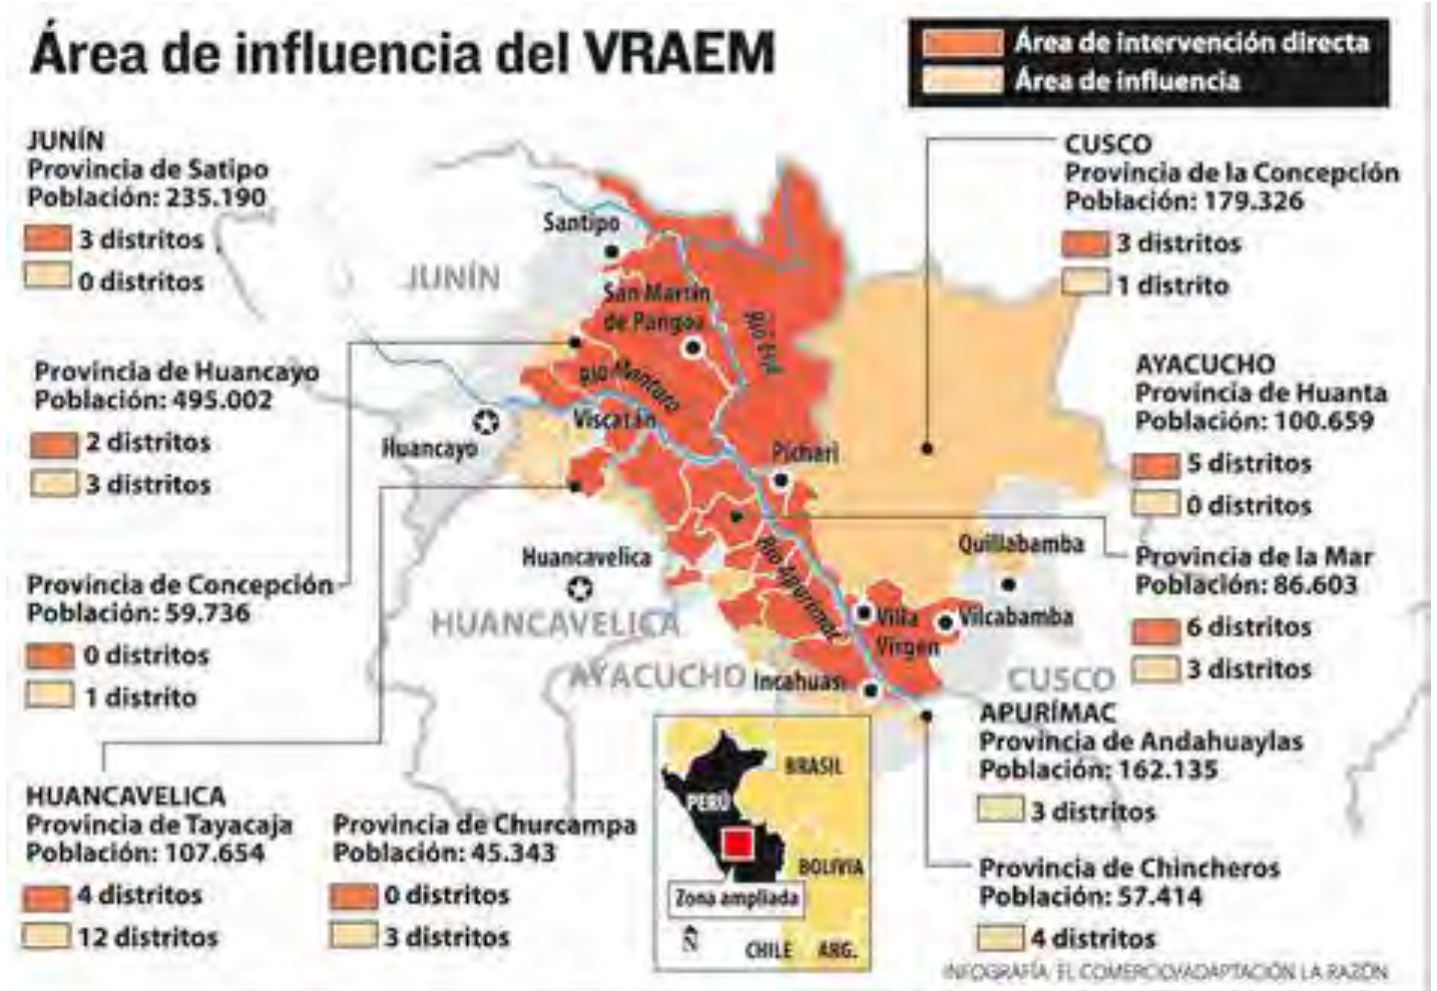 Área de influencia del VRAEM
Área de intervención directa
Área de influencia
JUNÍN
Provincia de Satipo
Población: 235.190
3 distritos
0 distritos
Provincia de Huancayo
Población: 495.002
2 distritos
3 distritos
Provincia de Concepción
Población: 59.736
0 distritos
1 distrito
HUANCAVELICA
Provincia de Tayacaja
Población: 107.654
4 distritos
12 distritos
Provincia de Churcampa
Población: 45.343
0 distritos
3 distritos
CUSCO
Provincia de la Concepción
Población: 179.326
3 distritos
1 distrito
AYACUCHO
Provincia de Huanta
Población: 100.659
5 distritos
0 distritos
Provincia de la Mar
Población: 86.603
6 distritos
3 distritos
APURÍMAC
Provincia de Andahuaylas
Población: 162.135
3 distritos
Provincia de Chincheros
Población: 57.414
4 distritos
Santipo
JUNÍN
San Martín
de Pangoa
Río Mantaro
Viscatán
Huancayo
Pichari
Huancavelica
HUANCAVELICA
Río Apurímac
Quillabamba
Villa
Virgen
Vilcabamba
AYACUCHO
Incahuasi
CUSCO
BRASIL
PERÚ
BOLIVIA
Zona ampliada
N
CHILE
ARG.
INFOGRAFÍA: EL COMERCIO/ADAPTACIÓN LA RAZÓN